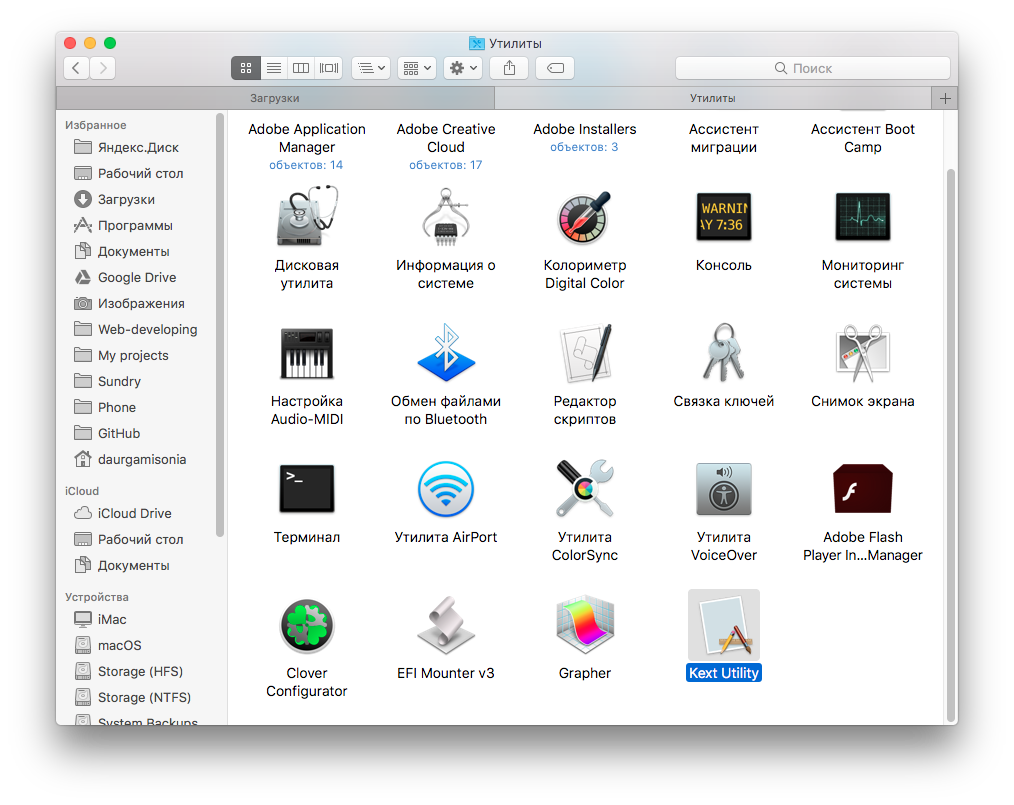 Утилиты
Поиск
Загрузки
Утилиты
Избранное
Яндекс.Диск
Рабочий стол
Загрузки
Программы
Документы
Google Drive
Изображения
Web-developing
My projects
Sundry
Phone
GitHub
daurgamisonia
iCloud
iCloud Drive
Рабочий стол
Документы
Устройства
iMac
macOS
Storage (HFS)
Storage (NTFS)
System Backups
Adobe Application
Manager
объектов: 14
Adobe Creative
Cloud
объектов: 17
Adobe Installers
объектов: 3
Ассистент
миграции
Ассистент Boot
Camp
Дисковая
утилита
Информация о
системе
Колориметр
Digital Color
WARNIN
AY 7:36
Консоль
Мониторинг
системы
Настройка
Audio-MIDI
Обмен файлами
по Bluetooth
Редактор
скриптов
Связка ключей
Снимок экрана
>_
Терминал
Утилита AirPort
Утилита
ColorSync
Утилита
VoiceOver
Adobe Flash
Player In...Manager
Clover
Configurator
EFI Mounter v3
Grapher
Kext Utility